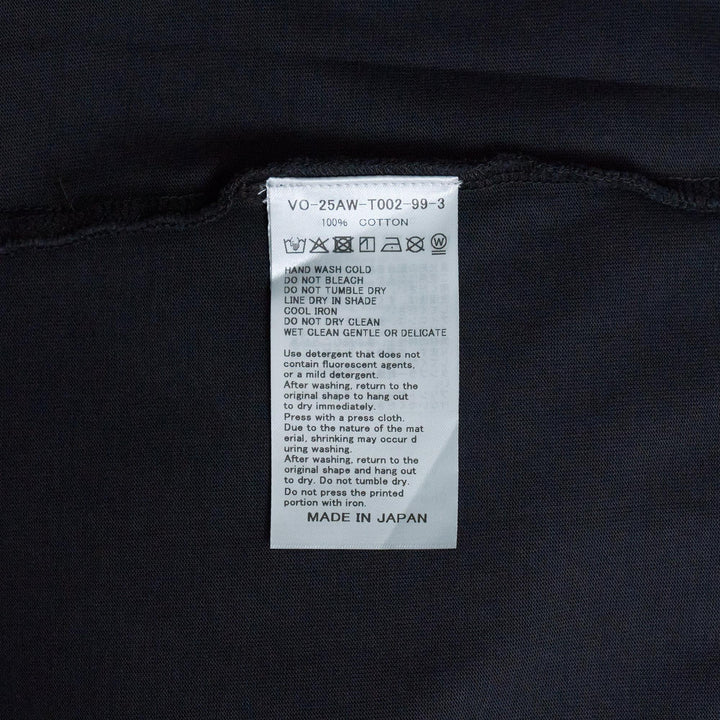 VO-25AW-T002-99-3
100% COTTON
HAND WASH COLD
DO NOT BLEACH
DO NOT TUMBLE DRY
LINE DRY IN SHADE
COOL IRON
DO NOT DRY CLEAN
WET CLEAN GENTLE OR DELICATE
Use detergent that does not
contain fluorescent agents,
or a mild detergent.
After washing, return to the
original shape to hang out
to dry immediately.
Press with a press cloth.
Due to the nature of the mat
erial, shrinking may occur d
uring washing.
After washing, return to the
original shape and hang out
to dry. Do not tumble dry.
Do not press the printed
portion with iron.
MADE IN JAPAN